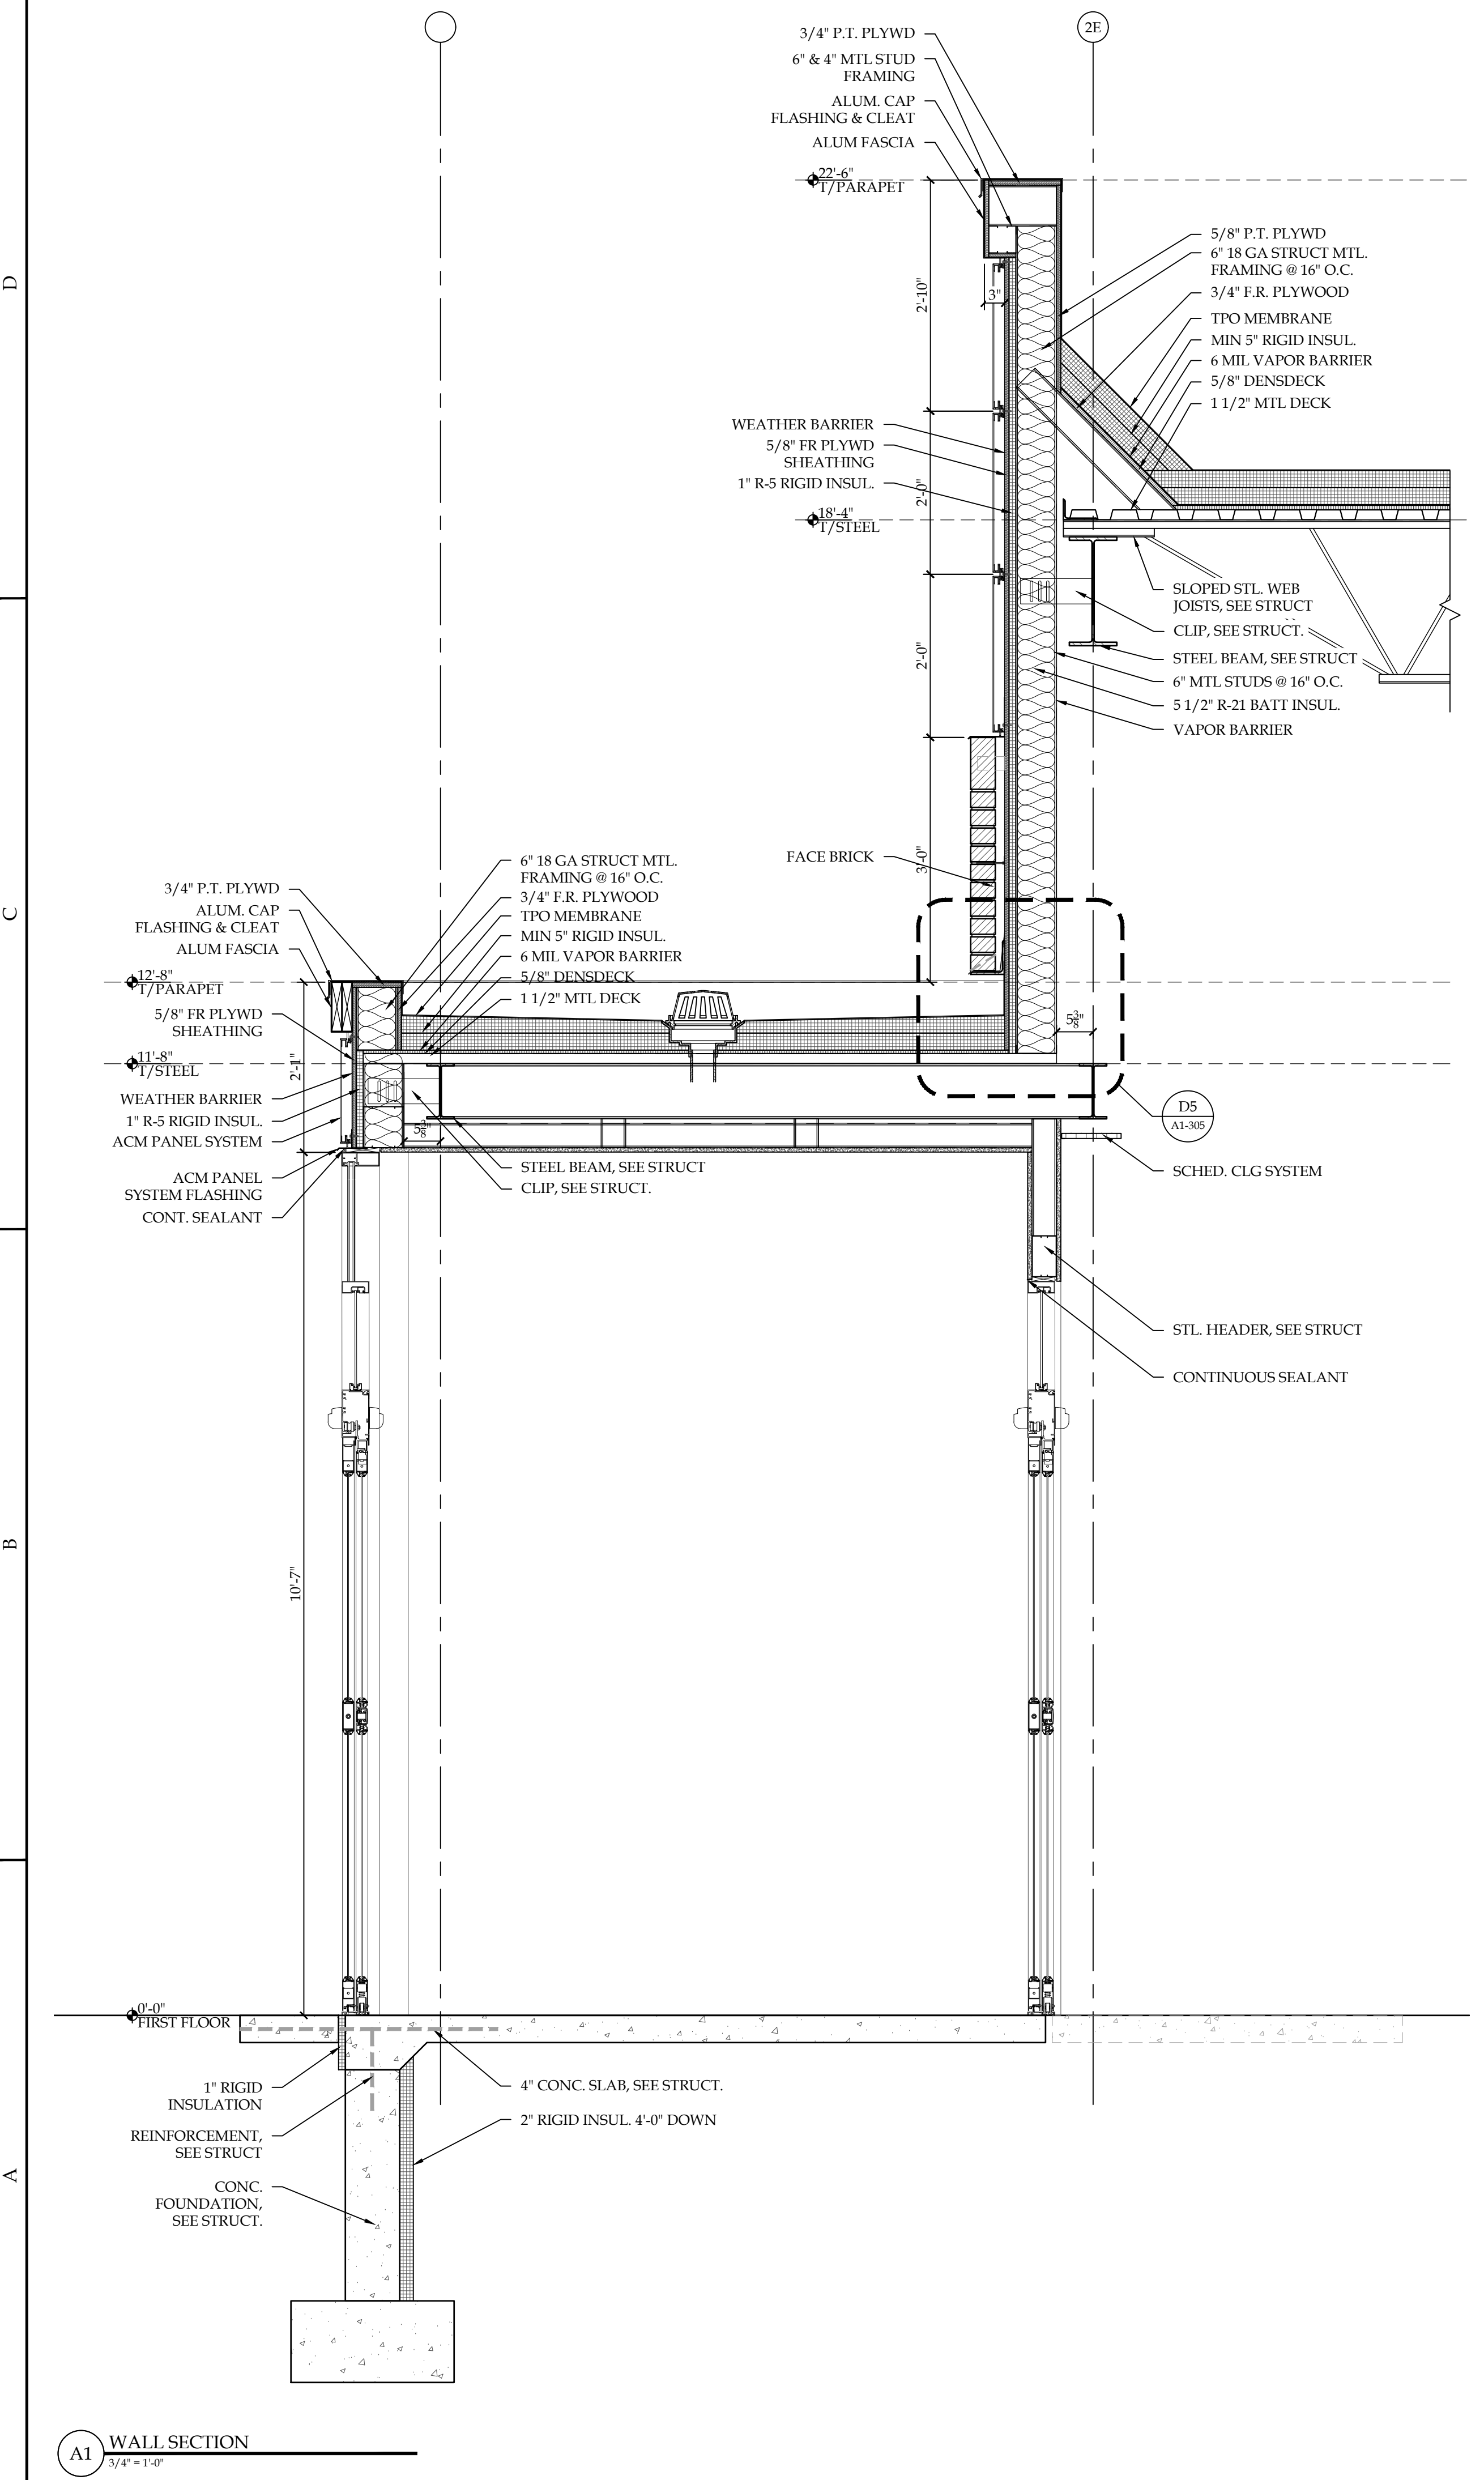 2E
3/4" P.T. PLYWD
6" & 4" MTL STUD
FRAMING
ALUM. CAP
FLASHING & CLEAT
ALUM FASCIA
22'-6"
T/PARAPET
D
5/8" P.T. PLYWD
6" 18 GA STRUCT MTL.
FRAMING @ 16" O.C.
3/4" F.R. PLYWOOD
TPO MEMBRANE
MIN 5" RIGID INSUL.
6 MIL VAPOR BARRIER
5/8" DENSDECK
1 1/2" MTL DECK
2'-10"
3"
WEATHER BARRIER
5/8" FR PLYWD
SHEATHING
1" R-5 RIGID INSUL.
2'-0"
18'-4"
T/STEEL
SLOPED STL. WEB
JOISTS, SEE STRUCT
CLIP, SEE STRUCT.
STEEL BEAM, SEE STRUCT
6" MTL STUDS @ 16" O.C.
5 1/2" R-21 BATT INSUL.
VAPOR BARRIER
2'-0"
FACE BRICK
3'-0"
C
6" 18 GA STRUCT MTL.
FRAMING @ 16" O.C.
3/4" F.R. PLYWOOD
TPO MEMBRANE
MIN 5" RIGID INSUL.
6 MIL VAPOR BARRIER
5/8" DENSDECK
1 1/2" MTL DECK
3/4" P.T. PLYWD
ALUM. CAP
FLASHING & CLEAT
ALUM FASCIA
12'-8"
T/PARAPET
5/8" FR PLYWD
SHEATHING
11'-8"
T/STEEL
2'-1"
WEATHER BARRIER
1" R-5 RIGID INSUL.
ACM PANEL SYSTEM
ACM PANEL
SYSTEM FLASHING
CONT. SEALANT
5 3/8"
5 3/8"
D5
A1-305
STEEL BEAM, SEE STRUCT
CLIP, SEE STRUCT.
SCHED. CLG SYSTEM
STL. HEADER, SEE STRUCT
CONTINUOUS SEALANT
B
10'-7"
0'-0"
FIRST FLOOR
1" RIGID
INSULATION
REINFORCEMENT,
SEE STRUCT
CONC.
FOUNDATION,
SEE STRUCT.
4" CONC. SLAB, SEE STRUCT.
2" RIGID INSUL. 4'-0" DOWN
A
A1
WALL SECTION
3/4" = 1'-0"